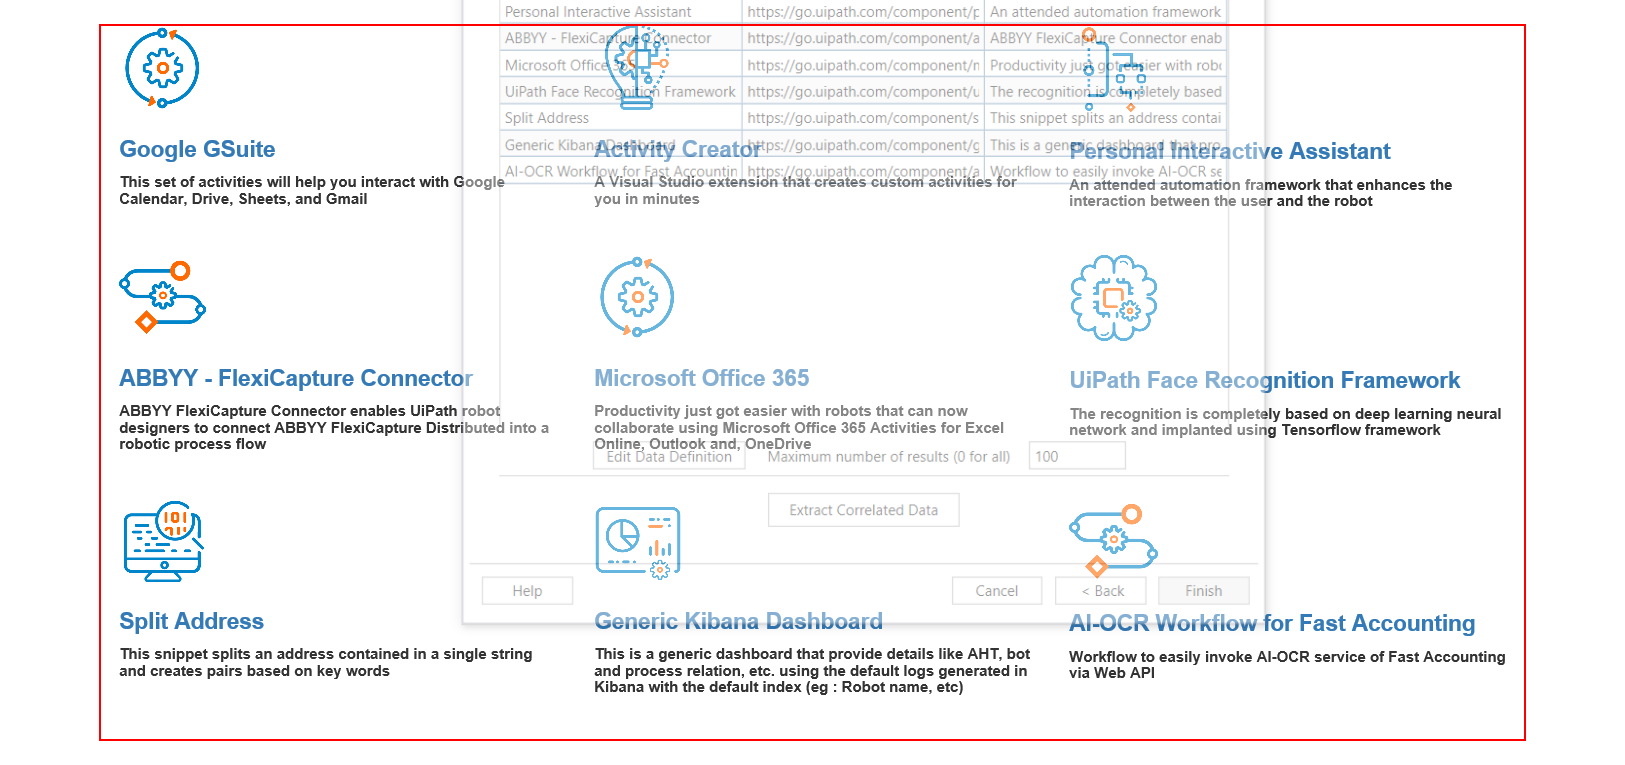 Personal Interactive Assistant https://go.uipath.com/component/p An attended automation framework
ABBYY - FlexiCapture Connector https://go.uipath.com/component/a ABBYY FlexiCapture Connector enab
Microsoft Office 365 https://go.uipath.com/component/r Productivity just got easier with robo
UiPath Face Recognition Framework https://go.uipath.com/component/u The recognition is completely based
Split Address https://go.uipath.com/component/s This snippet splits an address contai
Generic Kibana Dashboard https://go.uipath.com/component/g This is a generic dashboard that pro
AI-OCR Workflow for Fast Accountin https://go.uipath.com/component/a Workflow to easily invoke AI-OCR se
Google GSuite
This set of activities will help you interact with Google
Calendar, Drive, Sheets, and Gmail
Activity Creator
A Visual Studio extension that creates custom activities for
you in minutes
Personal Interactive Assistant
An attended automation framework that enhances the
interaction between the user and the robot
ABBYY - FlexiCapture Connector
ABBYY FlexiCapture Connector enables UiPath robot
designers to connect ABBYY FlexiCapture Distributed into a
robotic process flow
Microsoft Office 365
Productivity just got easier with robots that can now
collaborate using Microsoft Office 365 Activities for Excel
Online, Outlook and, OneDrive
UiPath Face Recognition Framework
The recognition is completely based on deep learning neural
network and implanted using Tensorflow framework
Edit Data Definition Maximum number of results (0 for all) 100
Extract Correlated Data
Help Cancel < Back Finish
Split Address
This snippet splits an address contained in a single string
and creates pairs based on key words
Generic Kibana Dashboard
This is a generic dashboard that provide details like AHT, bot
and process relation, etc. using the default logs generated in
Kibana with the default index (eg : Robot name, etc)
AI-OCR Workflow for Fast Accounting
Workflow to easily invoke AI-OCR service of Fast Accounting
via Web API